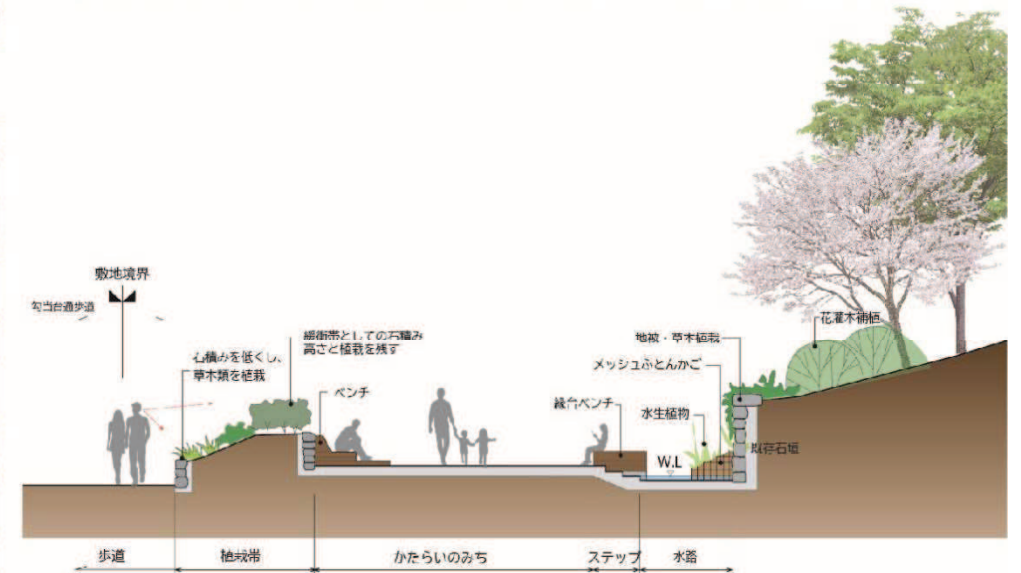 敷地境界
勾当台通歩道
石積みを低くし、
草木類を植栽
緩衝帯としての石積み
高さと植栽を残す
ベンチ
縁台ベンチ
水生植物
メッシュふとんかご
地被・草本植栽
花灌木補植
既存石垣
W.L
歩道
植栽帯
かたらいのみち
ステップ
水路